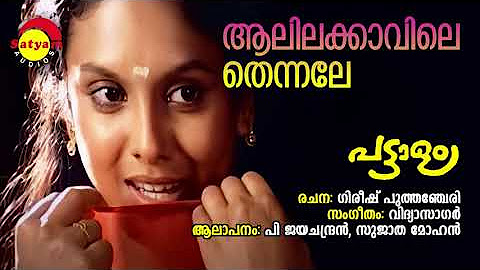 Satyam
AUDIOS
ആലിലക്കാവിലെ
തെന്നലേ
പട്ടാളം
രചന: ഗിരീഷ് പുത്തഞ്ചേരി
സംഗീതം: വിദ്യാസാഗർ
ആലാപനം: പി ജയചന്ദ്രൻ, സുജാത മോഹൻ